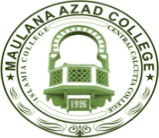 MAULANA AZAD COLLEGE
ISLAMIA COLLEGE
CENTRAL CALCUTTA COLLEGE
1926